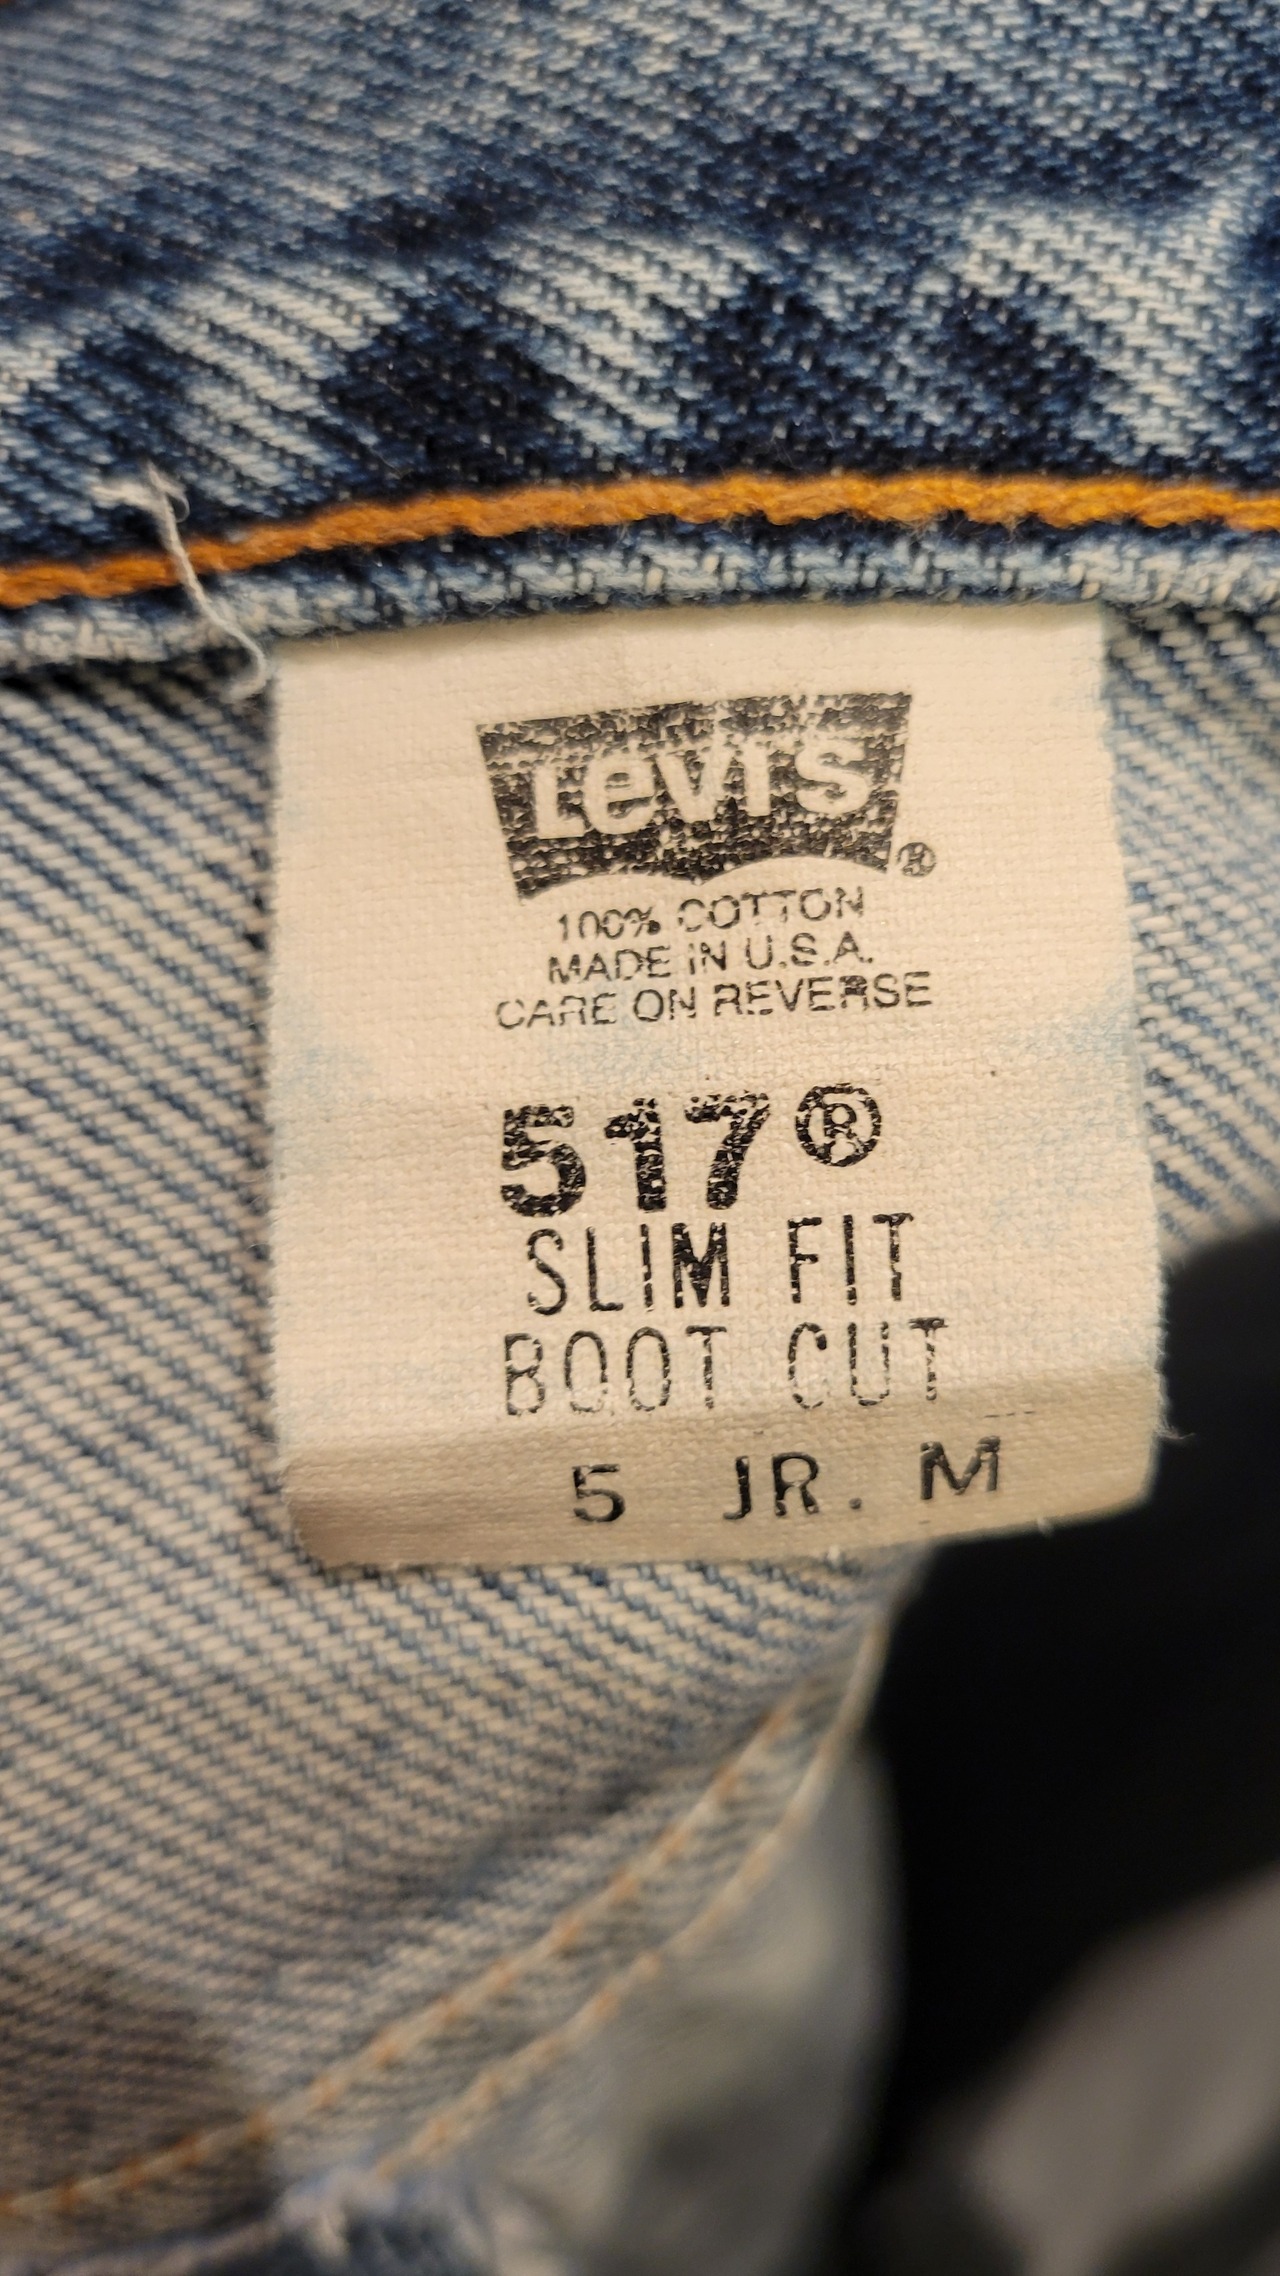 Levi's®
100% COTTON
MADE IN U.S.A.
CARE ON REVERSE
517®
SLIM FIT
BOOT CUT
5 JR. M